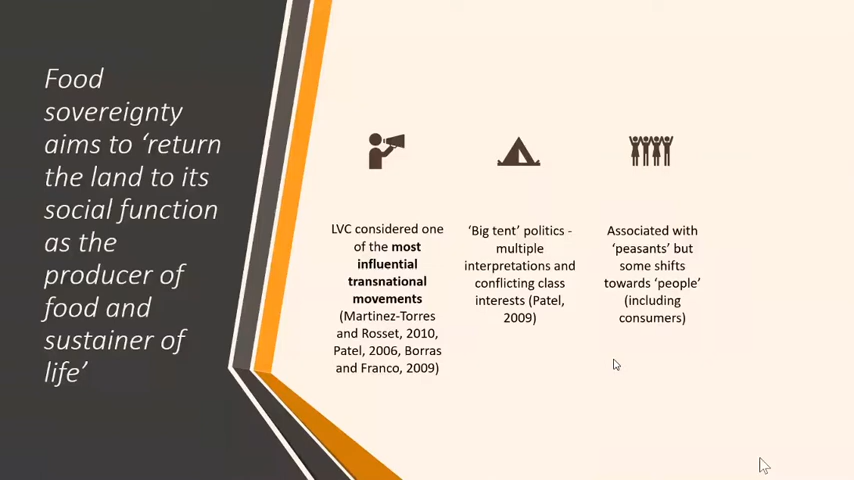 Food
sovereignty
aims to ‘return
the land to its
social function
as the
producer of
food and
sustainer of
life’
LVC considered one
of the most
influential
transnational
movements
(Martinez-Torres
and Rosset, 2010,
Patel, 2006, Borras
and Franco, 2009)
‘Big tent’ politics -
multiple
interpretations and
conflicting class
interests (Patel,
2009)
Associated with
‘peasants’ but
some shifts
towards ‘people’
(including
consumers)